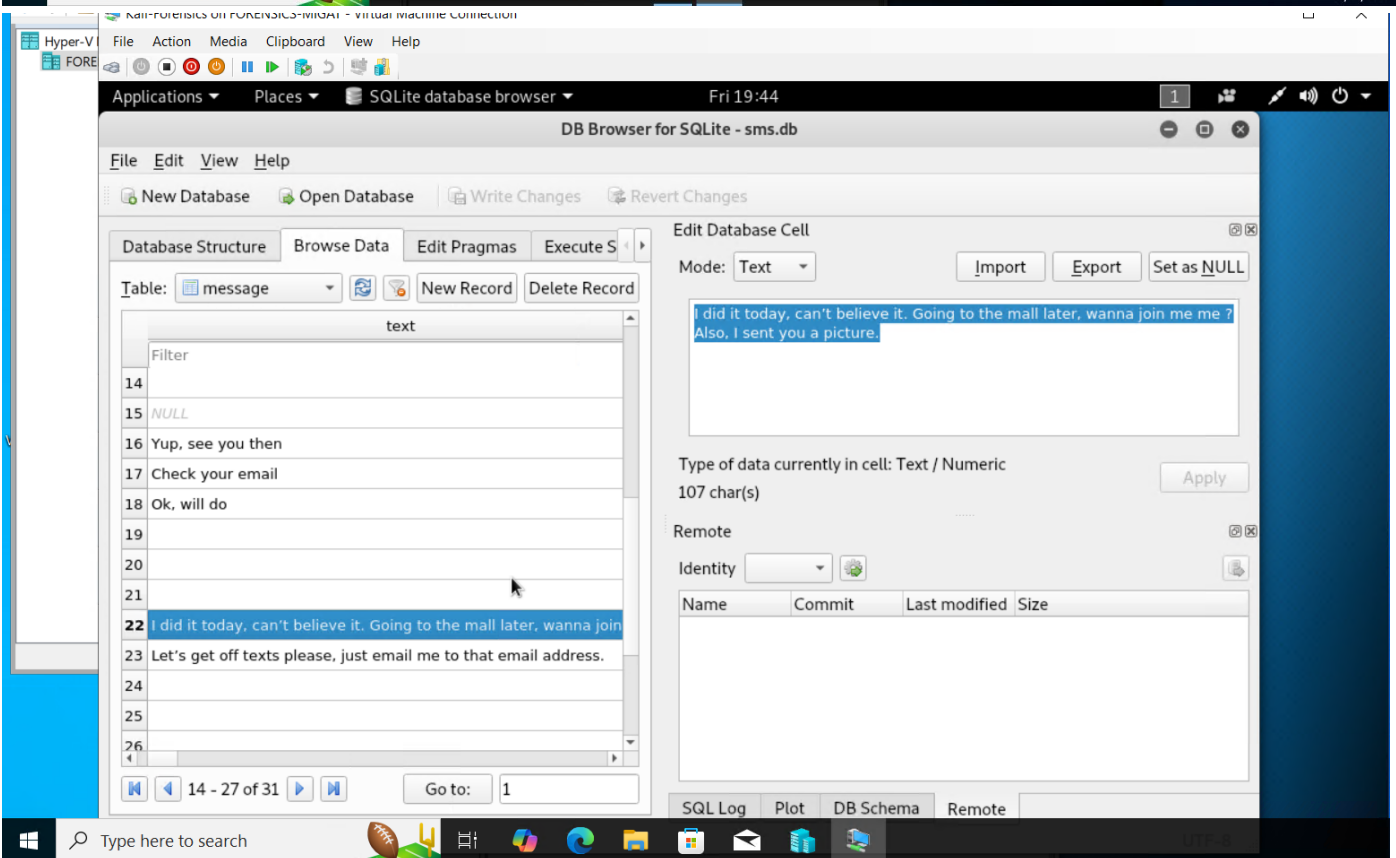 Kali-Forensics on FORENSICS-MIGAT - Virtual Machine Connection
Hyper-V
File Action Media Clipboard View Help
FORE
Applications Places SQLite database browser Fri 19:44 1
DB Browser for SQLite - sms.db
File Edit View Help
New Database Open Database Write Changes Revert Changes
Database Structure Browse Data Edit Pragmas Execute S
Table: message New Record Delete Record
text
Filter
14
15 NULL
16 Yup, see you then
17 Check your email
18 Ok, will do
19
20
21
22 I did it today, can't believe it. Going to the mall later, wanna join
23 Let's get off texts please, just email me to that email address.
24
25
26
14 - 27 of 31 Go to: 1
Edit Database Cell
Mode: Text Import Export Set as NULL
I did it today, can't believe it. Going to the mall later, wanna join me me ?
Also, I sent you a picture.
Type of data currently in cell: Text / Numeric
107 char(s)
Apply
Remote
Identity
Name Commit Last modified Size
SQL Log Plot DB Schema Remote
UTF-8
Type here to search